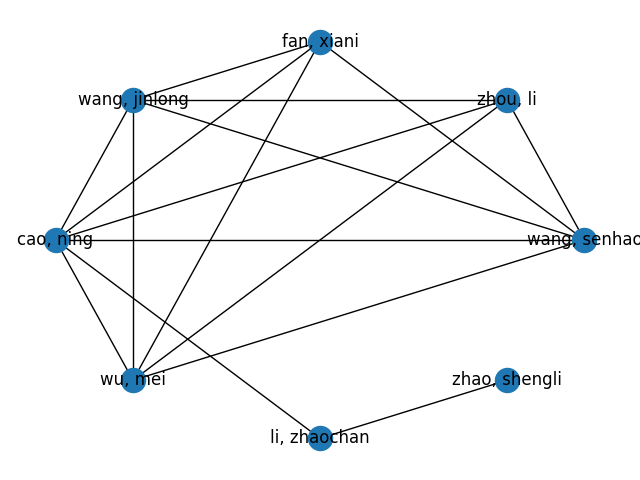 fan, xiani
wang, jinlong
zhou, li
cao, ning
wang, senhao
wu, mei
zhao, shengli
li, zhaochan